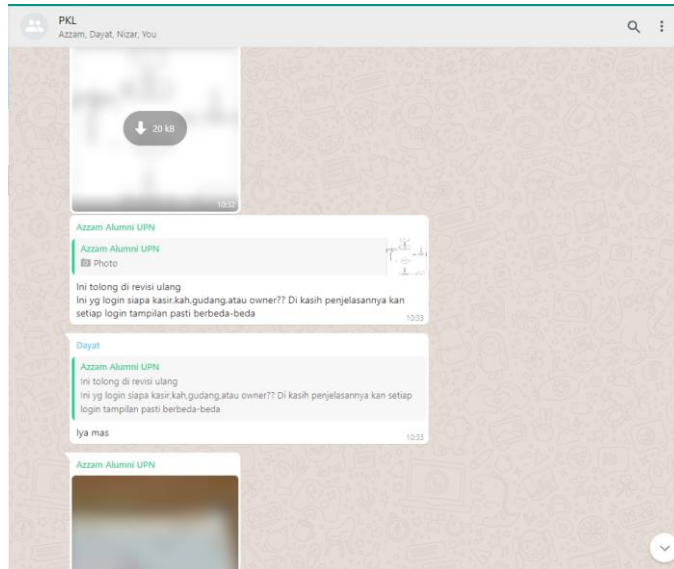 PKL
Azzam, Dayat, Nizar, You
20 kB
10:32
Azzam Alumni UPN
Azzam Alumni UPN
Photo
Ini tolong di revisi ulang
Ini yg login siapa kasir,kah,gudang,atau owner?? Di kasih penjelasannya kan
setiap login tampilan pasti berbeda-beda
10:33
Dayat
Azzam Alumni UPN
Ini tolong di revisi ulang
Ini yg login siapa kasir,kah,gudang,atau owner?? Di kasih penjelasannya kan setiap
login tampilan pasti berbeda-beda
Iya mas
10:33
Azzam Alumni UPN